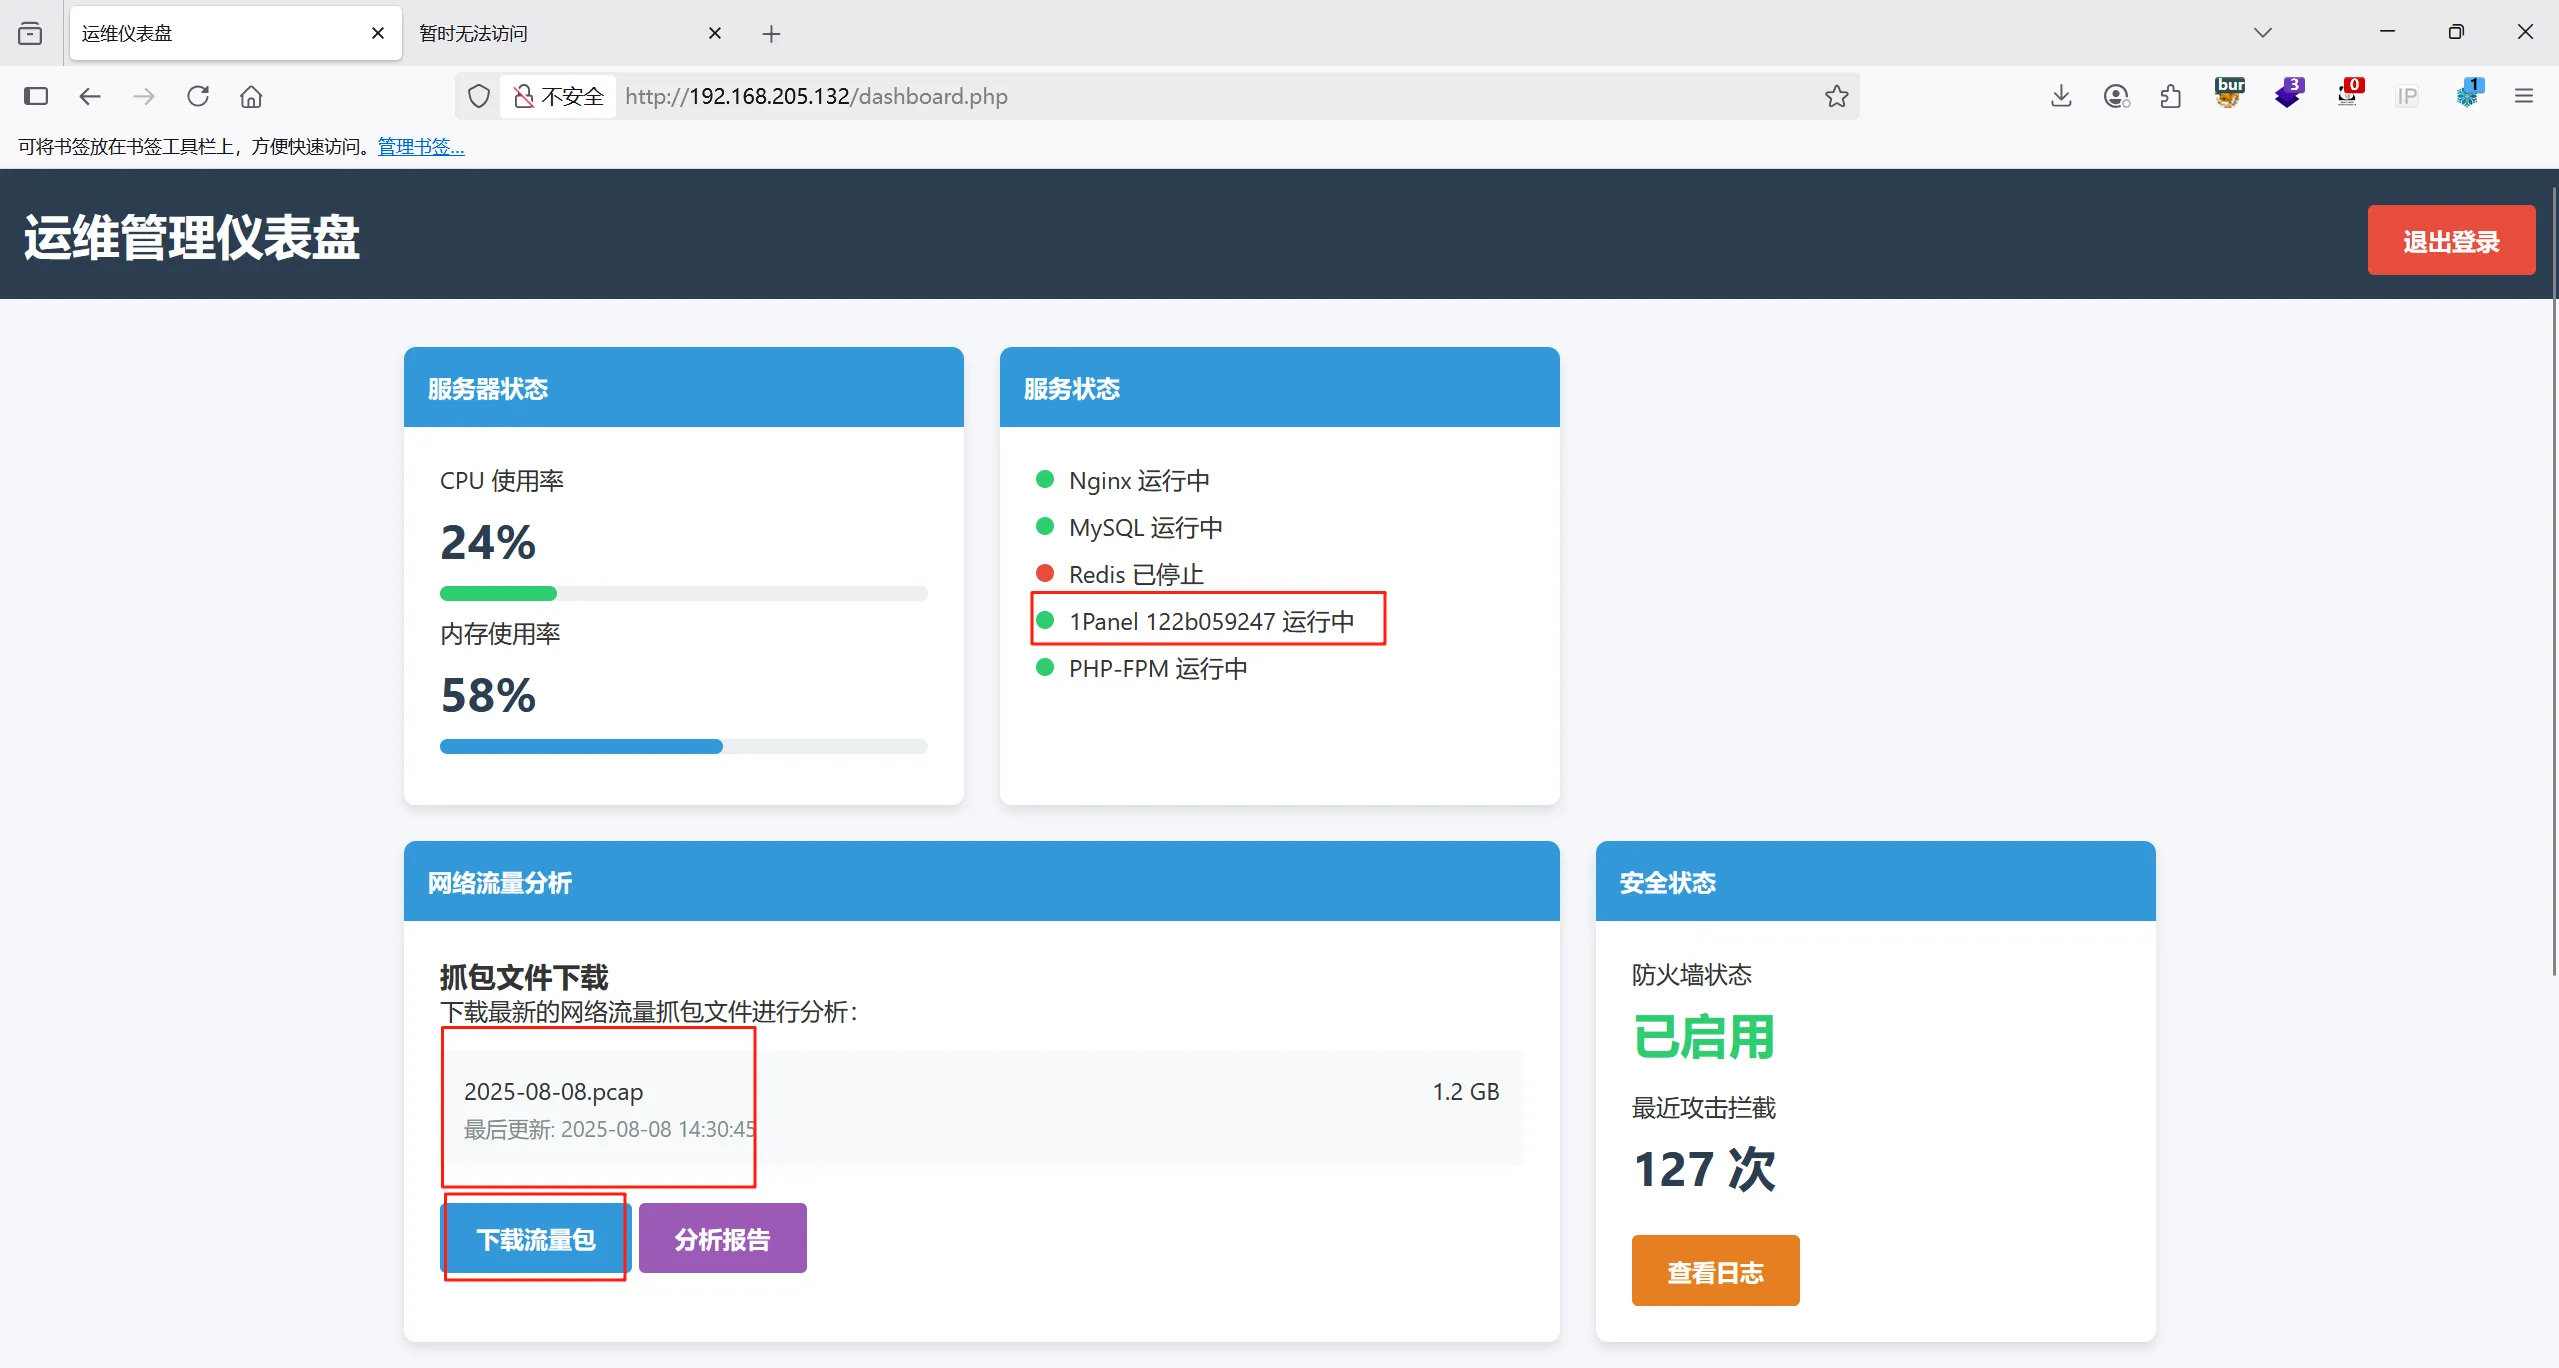 运维仪表盘
暂时无法访问
不安全
http://192.168.205.132/dashboard.php
bur
3
0
IP
1
可将书签放在书签工具栏上，方便快速访问。管理书签...
运维管理仪表盘
退出登录
服务器状态
CPU 使用率
24%
内存使用率
58%
服务状态
Nginx 运行中
MySQL 运行中
Redis 已停止
1Panel 122b059247 运行中
PHP-FPM 运行中
网络流量分析
抓包文件下载
下载最新的网络流量抓包文件进行分析：
2025-08-08.pcap
1.2 GB
最后更新: 2025-08-08 14:30:45
下载流量包
分析报告
安全状态
防火墙状态
已启用
最近攻击拦截
127 次
查看日志